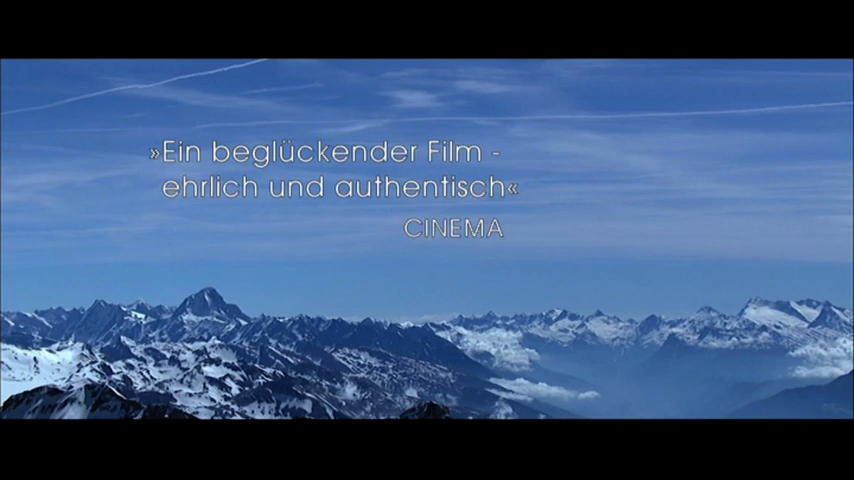 »Ein beglückender Film -
ehrlich und authentisch«
CINEMA